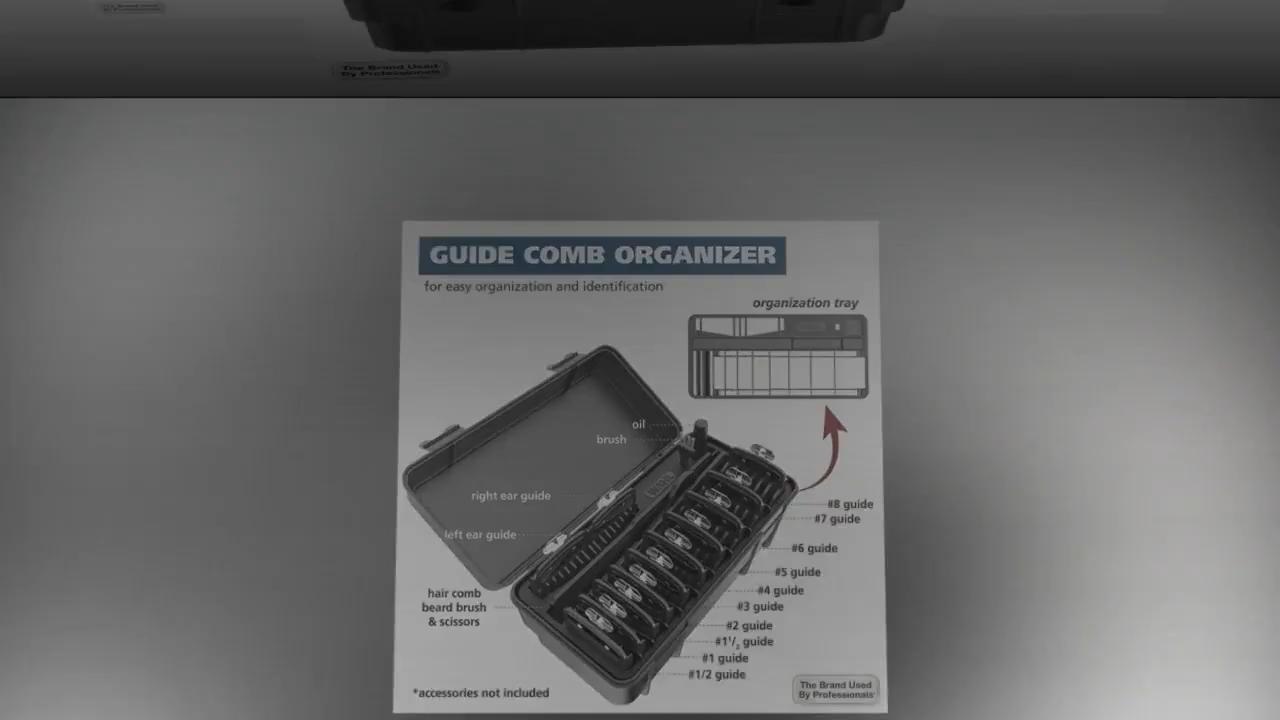 The Brand Used
By Professionals
GUIDE COMB ORGANIZER
for easy organization and identification
organization tray
oil
brush
right ear guide
left ear guide
#8 guide
#7 guide
#6 guide
#5 guide
#4 guide
#3 guide
#2 guide
#1 1/2 guide
#1 guide
#1/2 guide
hair comb
beard brush
& scissors
*accessories not included
The Brand Used
By Professionals